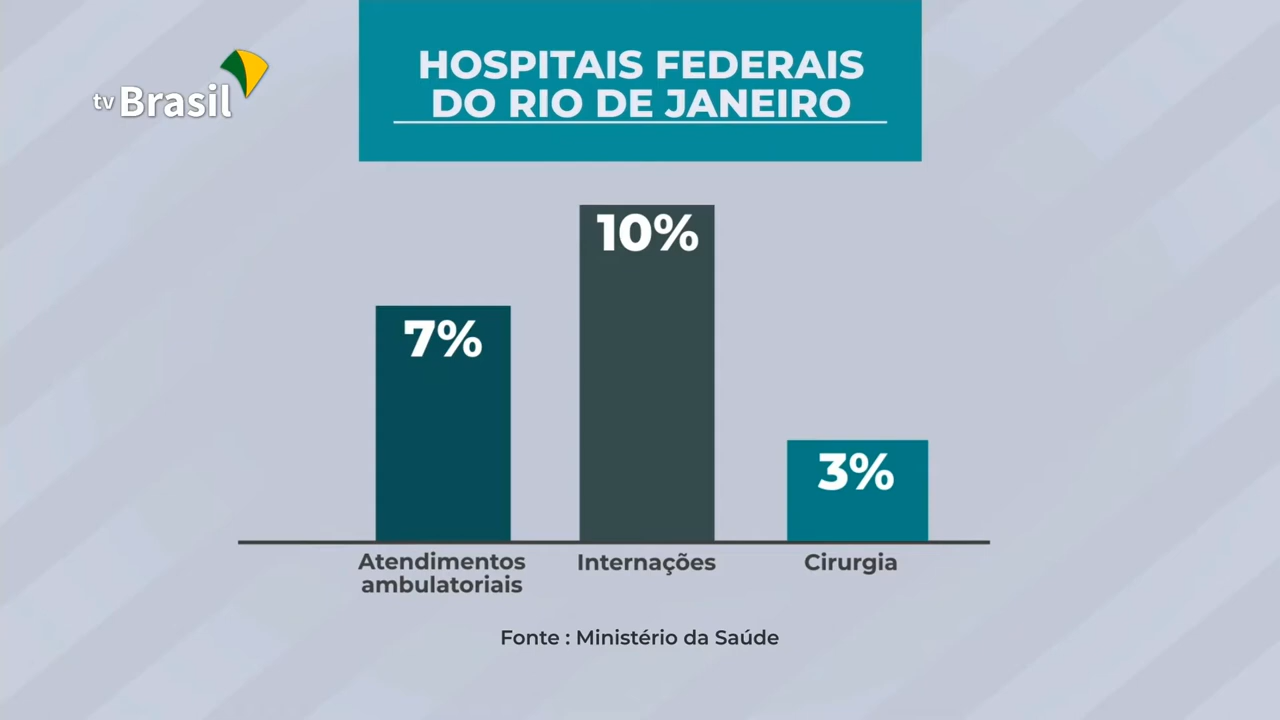 tv Brasil
HOSPITAIS FEDERAIS
DO RIO DE JANEIRO
7%
10%
3%
Atendimentos
ambulatoriais
Internações
Cirurgia
Fonte : Ministério da Saúde